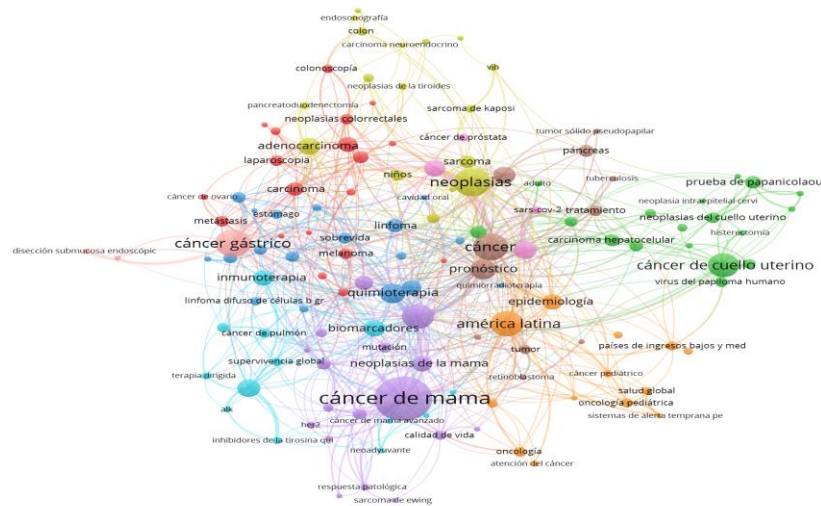 endosonografía
colon
carcinoma neuroendocrino
colonoscopía
vih
neoplasias de la tiroides
pancreatoduodenectomía
sarcoma de kaposi
neoplasias colorrectales
cáncer de próstata
tumor sólido pseudopapilar
adenocarcinoma
laparoscopia
sarcoma
páncreas
niños
neoplasias
adulto
tuberculosis
prueba de papanicolaou
carcinoma
cáncer de ovario
cavidad oral
neoplasia intraepitelial cervi
estómago
sars-cov-2
tratamiento
neoplasias del cuello uterino
metástasis
linfoma
histerectomía
sobrevida
carcinoma hepatocelular
cáncer gástrico
cáncer
disección submucosa endoscópic
melanoma
cáncer de cuello uterino
inmunoterapia
pronóstico
quimiorradioterapia
virus del papiloma humano
quimioterapia
linfoma difuso de células b gr
epidemiología
biomarcadores
américa latina
cáncer de pulmón
mutación
tumor
países de ingresos bajos y med
supervivencia global
neoplasias de la mama
terapia dirigida
retinoblastoma
cáncer pediátrico
salud global
cáncer de mama
oncología pediátrica
alk
sistemas de alerta temprana pe
her2
cáncer de mama avanzado
inhibidores de la tirosina qui
calidad de vida
neoadyuvante
oncología
atención del cáncer
respuesta patológica
sarcoma de ewing